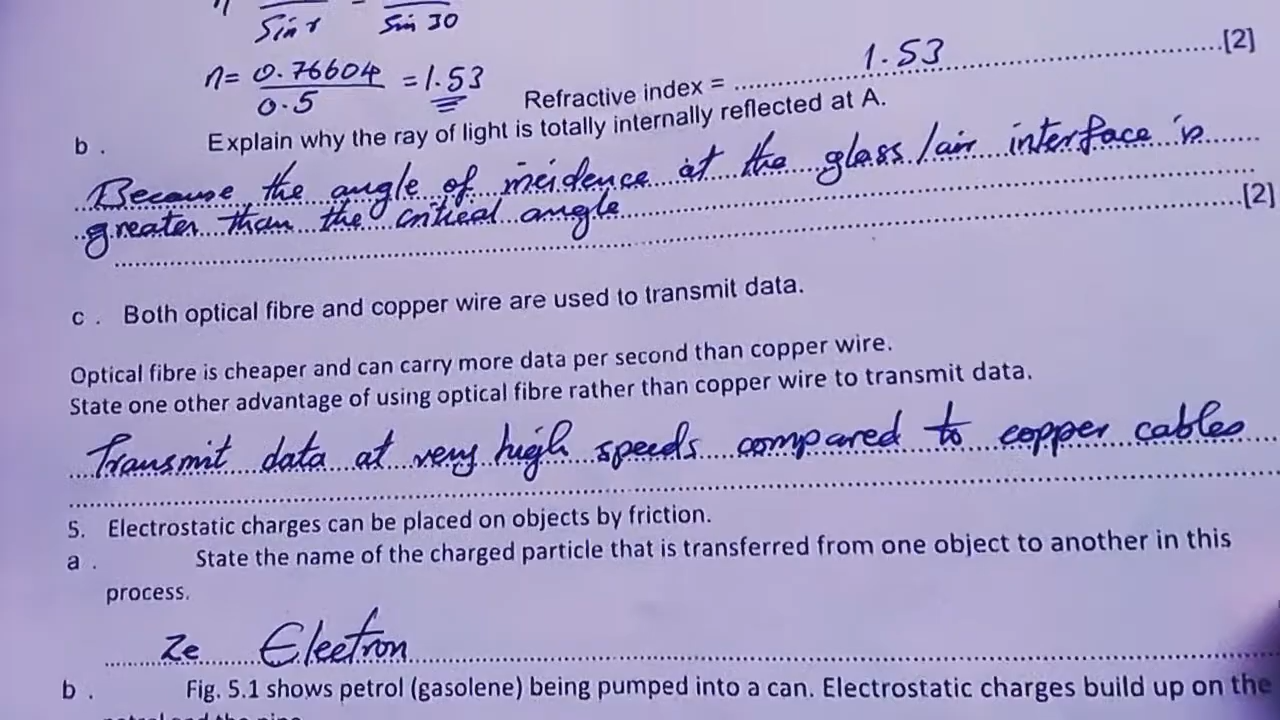 Sin r Sin 30
n = 0.76604 = 1.53
0.5
Refractive index = 1.53 [2]
b . Explain why the ray of light is totally internally reflected at A.
Because the angle of incidence at the glass/air interface is
greater than the critical angle
[2]
c . Both optical fibre and copper wire are used to transmit data.
Optical fibre is cheaper and can carry more data per second than copper wire.
State one other advantage of using optical fibre rather than copper wire to transmit data.
Transmit data at very high speeds compared to copper cables
5. Electrostatic charges can be placed on objects by friction.
a . State the name of the charged particle that is transferred from one object to another in this
process.
Ze Electron
b . Fig. 5.1 shows petrol (gasolene) being pumped into a can. Electrostatic charges build up on the
petrol and the pipe.